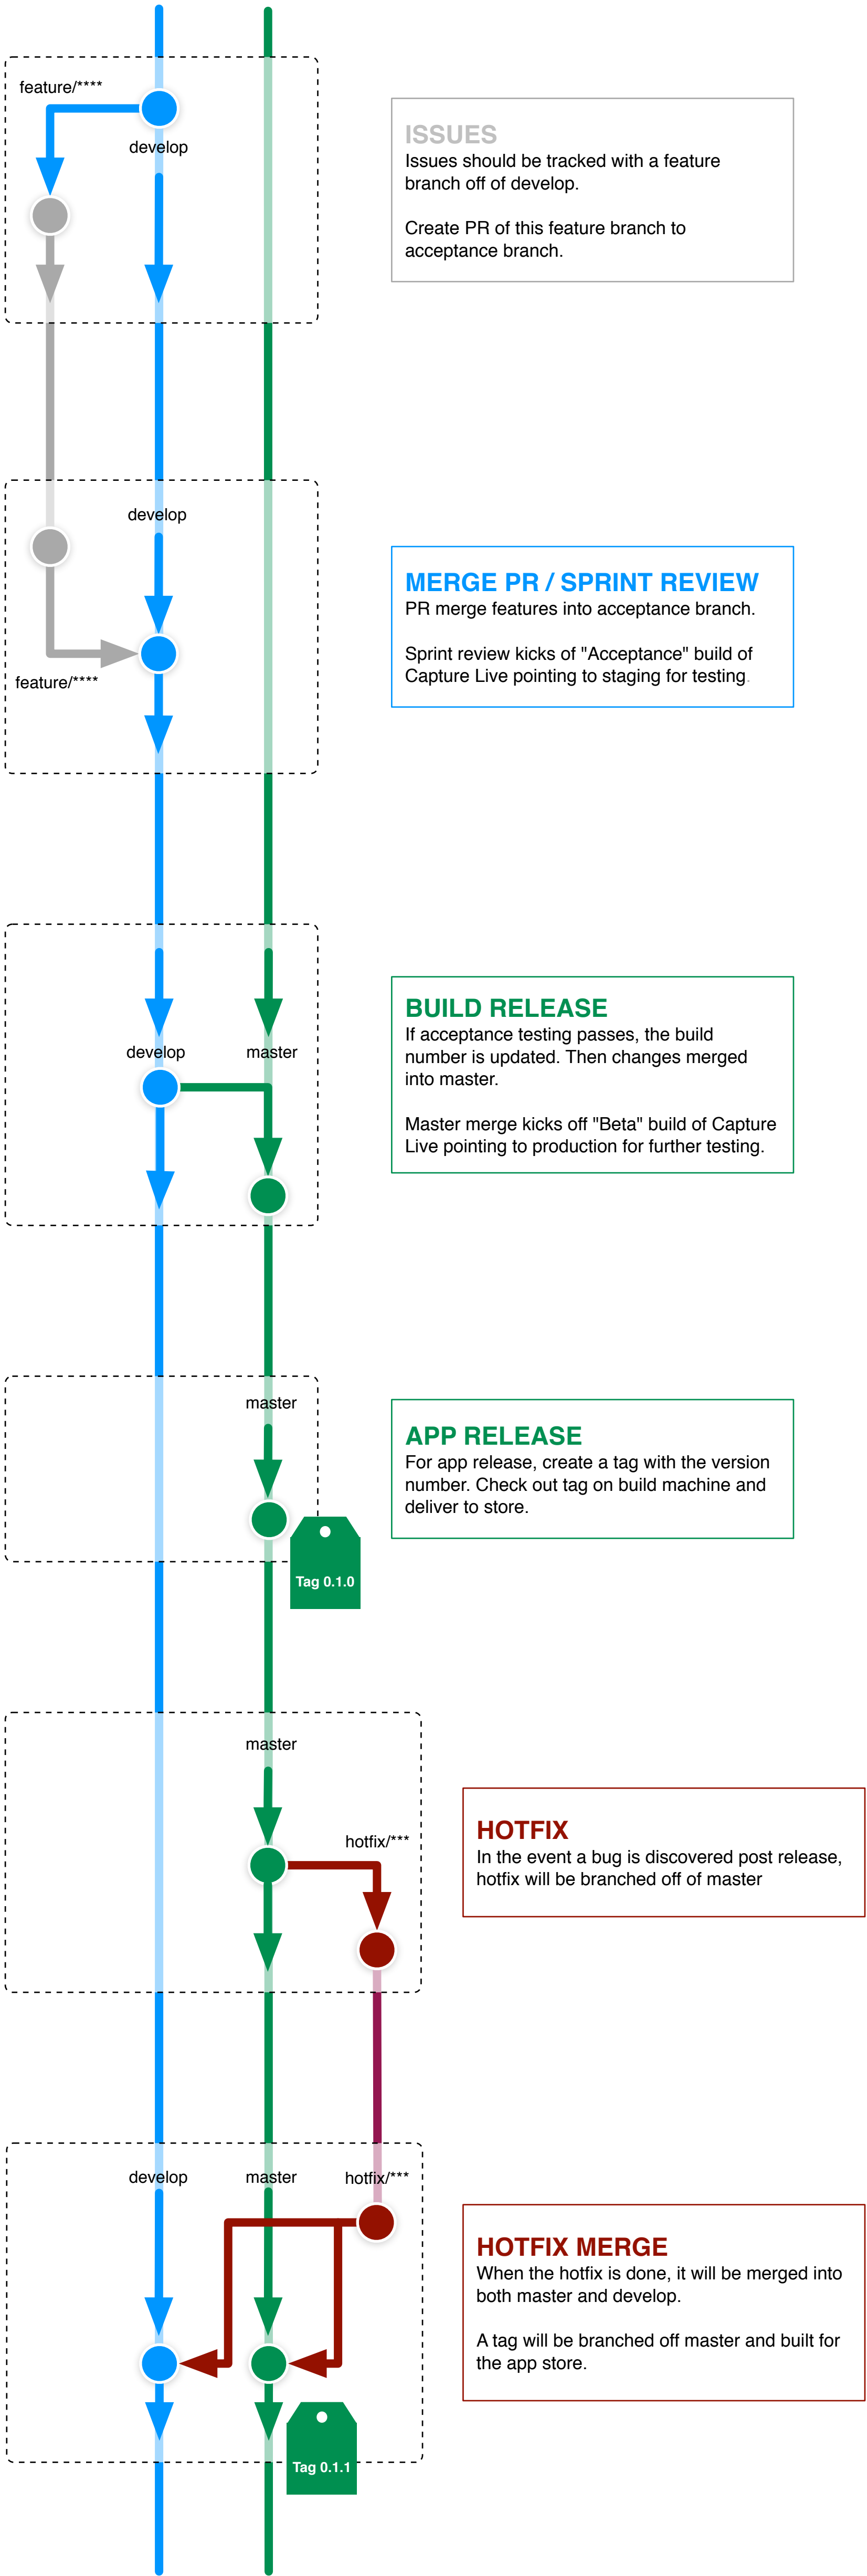 feature/****
develop
ISSUES
Issues should be tracked with a feature
branch off of develop.
Create PR of this feature branch to
acceptance branch.
develop
feature/****
MERGE PR / SPRINT REVIEW
PR merge features into acceptance branch.
Sprint review kicks of "Acceptance" build of
Capture Live pointing to staging for testing.
develop
master
BUILD RELEASE
If acceptance testing passes, the build
number is updated. Then changes merged
into master.
Master merge kicks off "Beta" build of Capture
Live pointing to production for further testing.
master
Tag 0.1.0
APP RELEASE
For app release, create a tag with the version
number. Check out tag on build machine and
deliver to store.
master
hotfix/***
HOTFIX
In the event a bug is discovered post release,
hotfix will be branched off of master
develop
master
hotfix/***
HOTFIX MERGE
When the hotfix is done, it will be merged into
both master and develop.
A tag will be branched off master and built for
the app store.
Tag 0.1.1